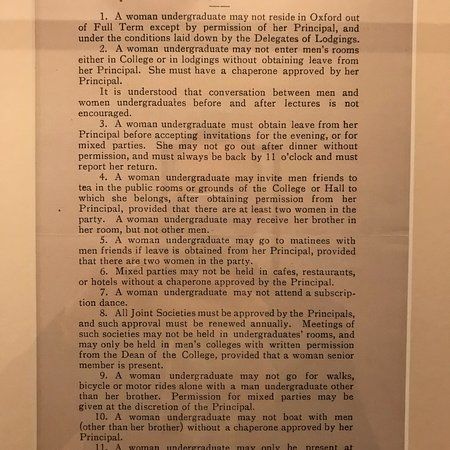 1. A woman undergraduate may not reside in Oxford out
of Full Term except by permission of her Principal, and
under the conditions laid down by the Delegates of Lodgings.
2. A woman undergraduate may not enter men's rooms
either in College or in lodgings without obtaining leave from
her Principal. She must have a chaperone approved by her
Principal.
It is understood that conversation between men and
women undergraduates before and after lectures is not
encouraged.
3. A woman undergraduate must obtain leave from her
Principal before accepting invitations for the evening, or for
mixed parties. She may not go out after dinner without
permission, and must always be back by 11 o'clock and must
report her return.
4. A woman undergraduate may invite men friends to
tea in the public rooms or grounds of the College or Hall to
which she belongs, after obtaining permission from her
Principal, provided that there are at least two women in the
party. A woman undergraduate may receive her brother in
her room, but not other men.
5. A woman undergraduate may go to matinees with
men friends if leave is obtained from her Principal, provided
that there are two women in the party.
6. Mixed parties may not be held in cafes, restaurants,
or hotels without a chaperone approved by the Principal.
7. A woman undergraduate may not attend a subscrip-
tion dance.
8. All Joint Societies must be approved by the Principals,
and such approval must be renewed annually. Meetings of
such societies may not be held in undergraduates' rooms, and
may only be held in men's colleges with written permission
from the Dean of the College, provided that a woman senior
member is present.
9. A woman undergraduate may not go for walks,
bicycle or motor rides alone with a man undergraduate other
than her brother. Permission for mixed parties may be
given at the discretion of the Principal.
10. A woman undergraduate may not boat with men
(other than her brother) without a chaperone approved by her
Principal.
11. A woman undergraduate may only be present at